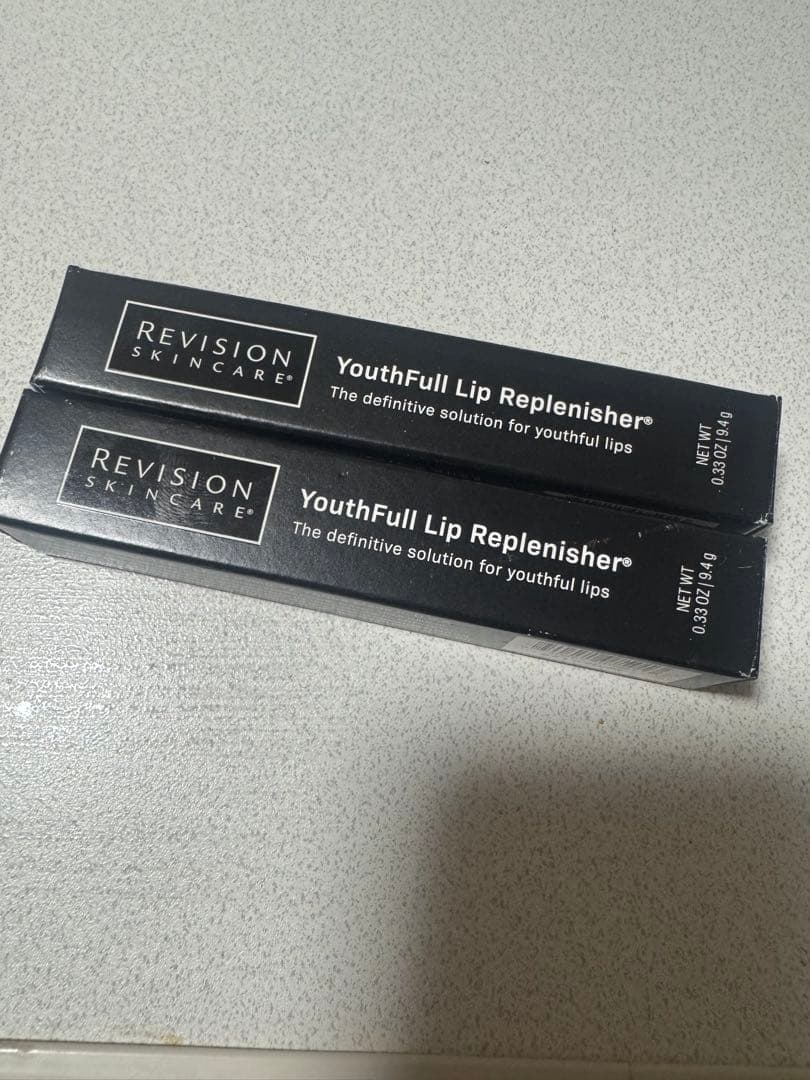 REVISION
SKINCARE®
YouthFull Lip Replenisher®
The definitive solution for youthful lips
NET WT
0.33 OZ | 9.4 g
REVISION
SKINCARE®
YouthFull Lip Replenisher®
The definitive solution for youthful lips
NET WT
0.33 OZ | 9.4 g